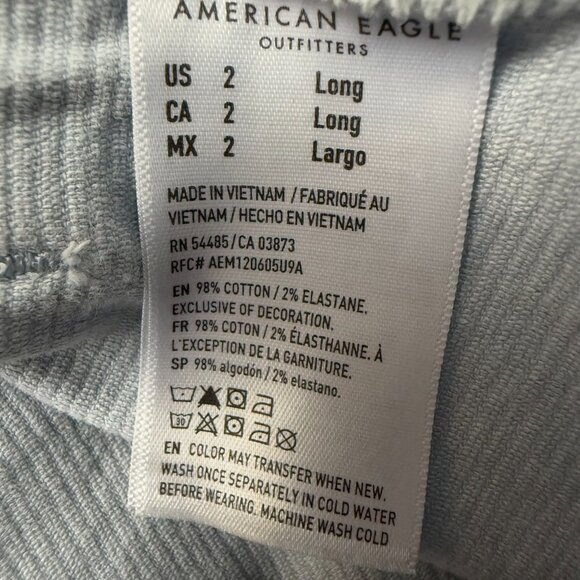 AMERICAN EAGLE
OUTFITTERS
US 2 Long
CA 2 Long
MX 2 Largo
MADE IN VIETNAM / FABRIQUÉ AU
VIETNAM / HECHO EN VIETNAM
RN 54485 / CA 03873
RFC# AEM120605U9A
EN 98% COTTON / 2% ELASTANE.
EXCLUSIVE OF DECORATION.
FR 98% COTON / 2% ÉLASTHANNE. À
L'EXCEPTION DE LA GARNITURE.
SP 98% algodón / 2% elastano.
30
EN COLOR MAY TRANSFER WHEN NEW.
WASH ONCE SEPARATELY IN COLD WATER
BEFORE WEARING. MACHINE WASH COLD